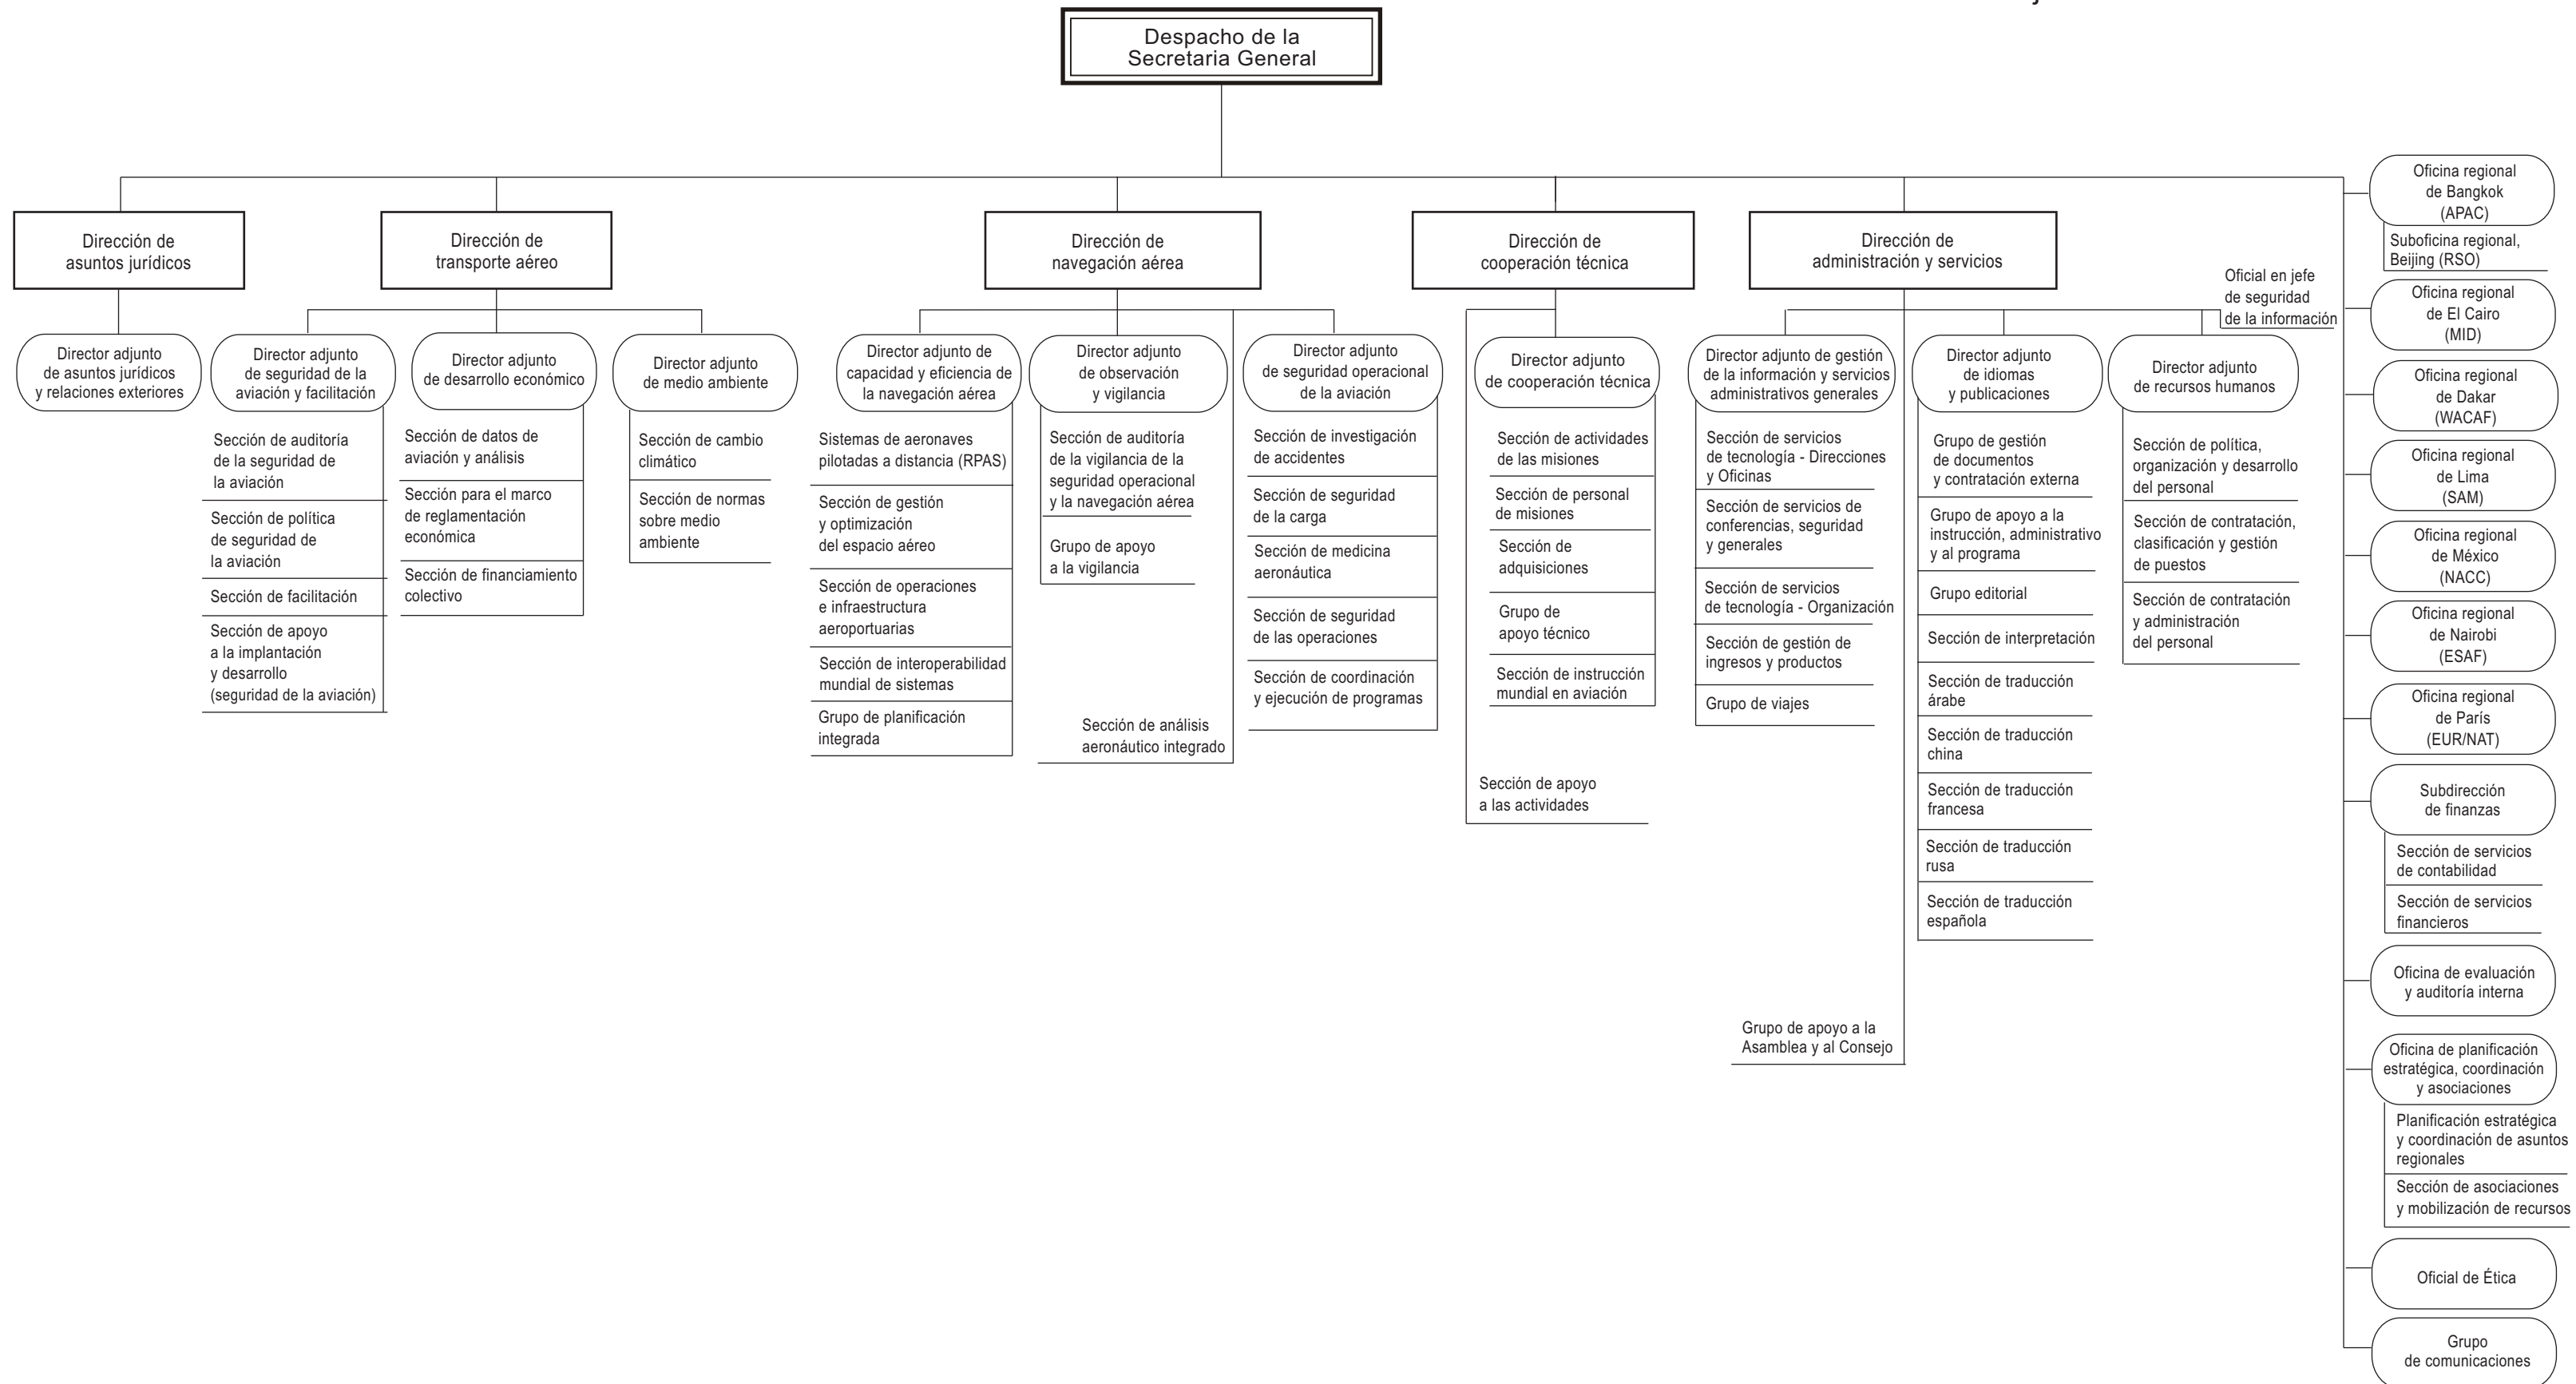 Despacho de la
Secretaria General
Dirección de
asuntos jurídicos
Director adjunto
de asuntos jurídicos
y relaciones exteriores
Dirección de
transporte aéreo
Director adjunto
de seguridad de la
aviación y facilitación
Sección de auditoría
de la seguridad de
la aviación
Sección de política
de seguridad de
la aviación
Sección de facilitación
Sección de apoyo
a la implantación
y desarrollo
(seguridad de la aviación)
Director adjunto
de desarrollo económico
Sección de datos de
aviación y análisis
Sección para el marco
de reglamentación
económica
Sección de financiamiento
colectivo
Director adjunto
de medio ambiente
Sección de cambio
climático
Sección de normas
sobre medio
ambiente
Dirección de
navegación aérea
Director adjunto de
capacidad y eficiencia de
la navegación aérea
Sistemas de aeronaves
pilotadas a distancia (RPAS)
Sección de gestión
y optimización
del espacio aéreo
Sección de operaciones
e infraestructura
aeroportuarias
Sección de interoperabilidad
mundial de sistemas
Grupo de planificación
integrada
Director adjunto
de observación
y vigilancia
Sección de auditoría
de la vigilancia de la
seguridad operacional
y la navegación aérea
Grupo de apoyo
a la vigilancia
Sección de análisis
aeronáutico integrado
Director adjunto
de seguridad operacional
de la aviación
Sección de investigación
de accidentes
Sección de seguridad
de la carga
Sección de medicina
aeronáutica
Sección de seguridad
de las operaciones
Sección de coordinación
y ejecución de programas
Dirección de
cooperación técnica
Director adjunto
de cooperación técnica
Sección de actividades
de las misiones
Sección de personal
de misiones
Sección de
adquisiciones
Grupo de
apoyo técnico
Sección de instrucción
mundial en aviación
Sección de apoyo
a las actividades
Dirección de
administración y servicios
Director adjunto de gestión
de la información y servicios
administrativos generales
Sección de servicios
de tecnología - Direcciones
y Oficinas
Sección de servicios de
conferencias, seguridad
y generales
Sección de servicios
de tecnología - Organización
Sección de gestión de
ingresos y productos
Grupo de viajes
Grupo de apoyo a la
Asamblea y al Consejo
Director adjunto
de idiomas
y publicaciones
Grupo de gestión
de documentos
y contratación externa
Grupo de apoyo a la
instrucción, administrativo
y al programa
Grupo editorial
Sección de interpretación
Sección de traducción
árabe
Sección de traducción
china
Sección de traducción
francesa
Sección de traducción
rusa
Sección de traducción
española
Director adjunto
de recursos humanos
Sección de política,
organización y desarrollo
del personal
Sección de contratación,
clasificación y gestión
de puestos
Sección de contratación
y administración
del personal
Oficial en jefe
de seguridad
de la información
Oficina regional
de Bangkok
(APAC)
Suboficina regional,
Beijing (RSO)
Oficina regional
de El Cairo
(MID)
Oficina regional
de Dakar
(WACAF)
Oficina regional
de Lima
(SAM)
Oficina regional
de México
(NACC)
Oficina regional
de Nairobi
(ESAF)
Oficina regional
de París
(EUR/NAT)
Subdirección
de finanzas
Sección de servicios
de contabilidad
Sección de servicios
financieros
Oficina de evaluación
y auditoría interna
Oficina de planificación
estratégica, coordinación
y asociaciones
Planificación estratégica
y coordinación de asuntos
regionales
Sección de asociaciones
y mobilización de recursos
Oficial de Ética
Grupo
de comunicaciones